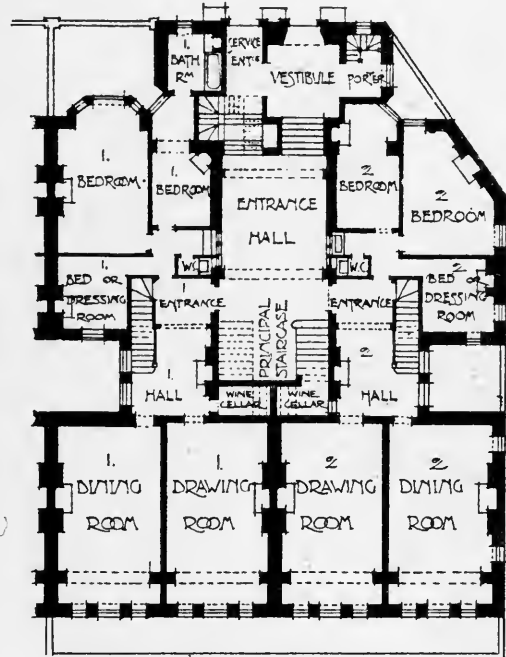 1.
BATH
RM
SERVICE
ENTCE
VESTIBULE
PORTER
1.
BEDROOM
1.
BEDROOM
ENTRANCE
HALL
2
BEDROOM
2
BEDROOM
W.C
W.C
1.
BED OR
DRESSING
ROOM
1
ENTRANCE
PRINCIPAL
STAIRCASE
ENTRANCE
2
BED OR
DRESSING
ROOM
1.
HALL
2
HALL
WINE
CELLAR
WINE
CELLAR
1.
DINING
ROOM
1.
DRAWING
ROOM
2
DRAWING
ROOM
2
DINING
ROOM